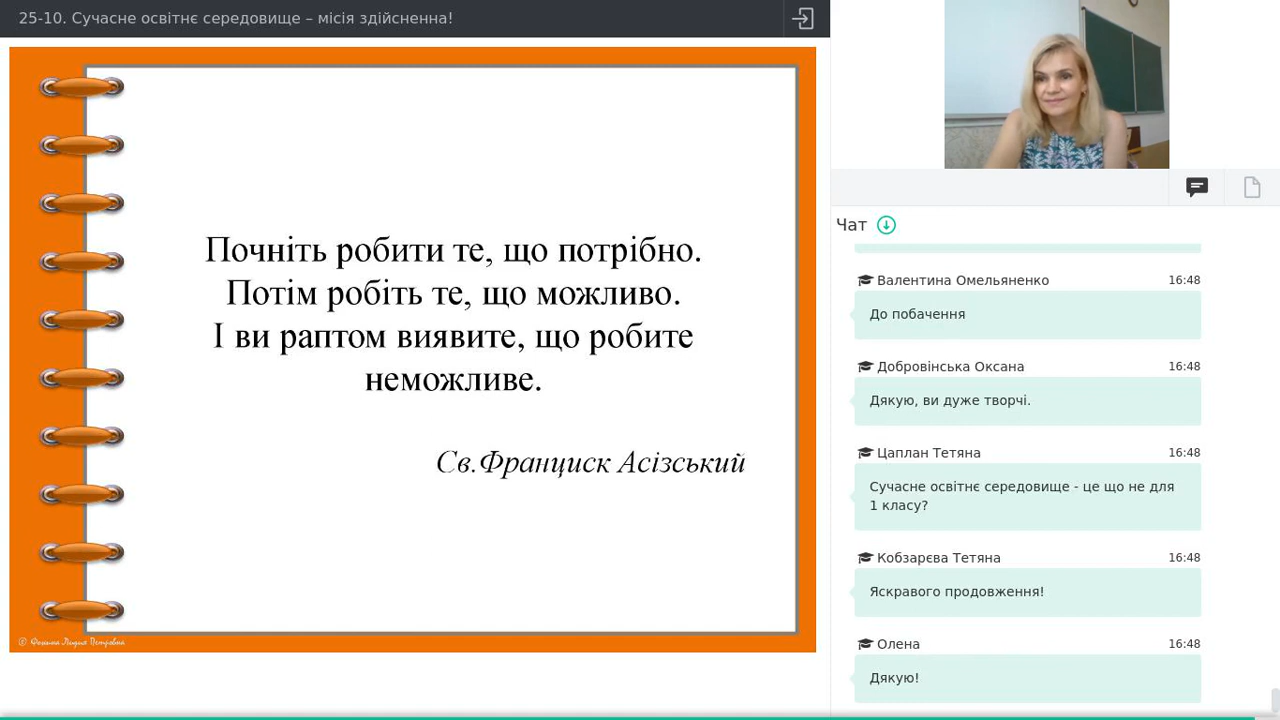 25-10. Сучасне освітнє середовище – місія здійсненна!
Почніть робити те, що потрібно.
Потім робіть те, що можливо.
І ви раптом виявите, що робите
неможливе.
Св.Франциск Асізський
© Фокина Лидия Петровна
Чат
Валентина Омельяненко 16:48
До побачення
Добровінська Оксана 16:48
Дякую, ви дуже творчі.
Цаплан Тетяна 16:48
Сучасне освітнє середовище - це що не для
1 класу?
Кобзарєва Тетяна 16:48
Яскравого продовження!
Олена 16:48
Дякую!